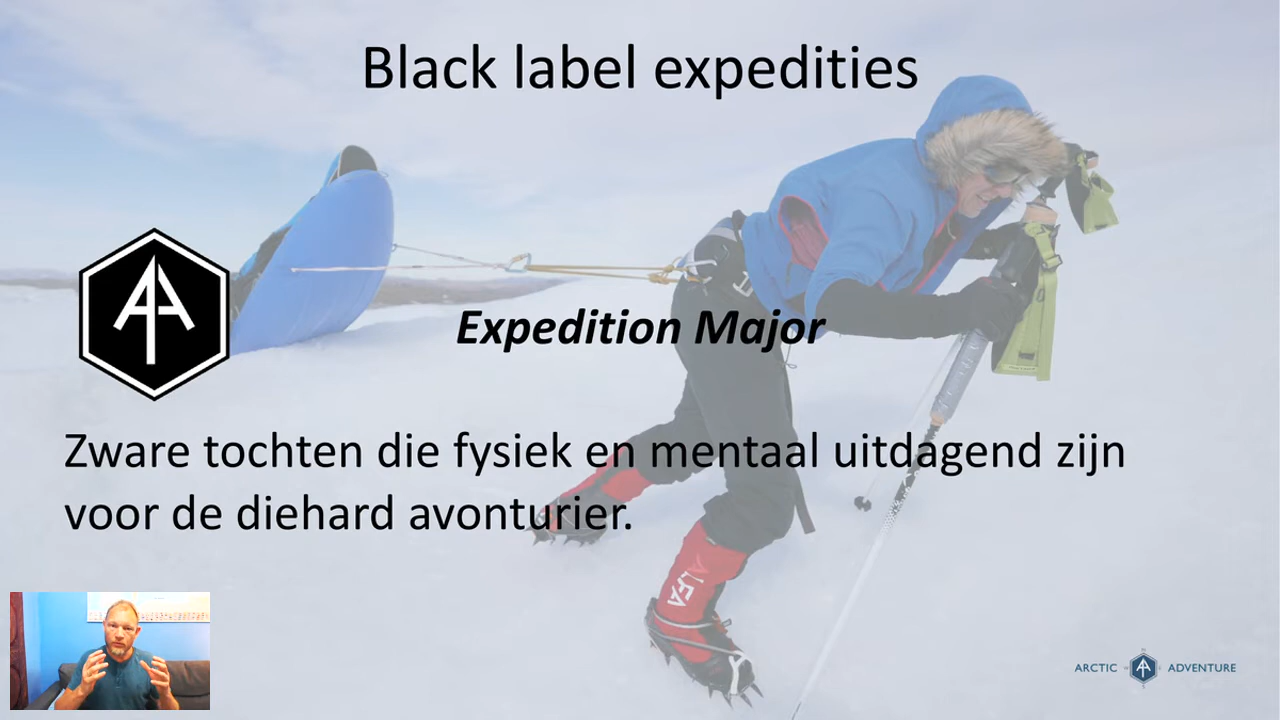 Black label expedities
Expedition Major
Zware tochten die fysiek en mentaal uitdagend zijn
voor de diehard avonturier.
ALFA
ARCTIC ADVENTURE